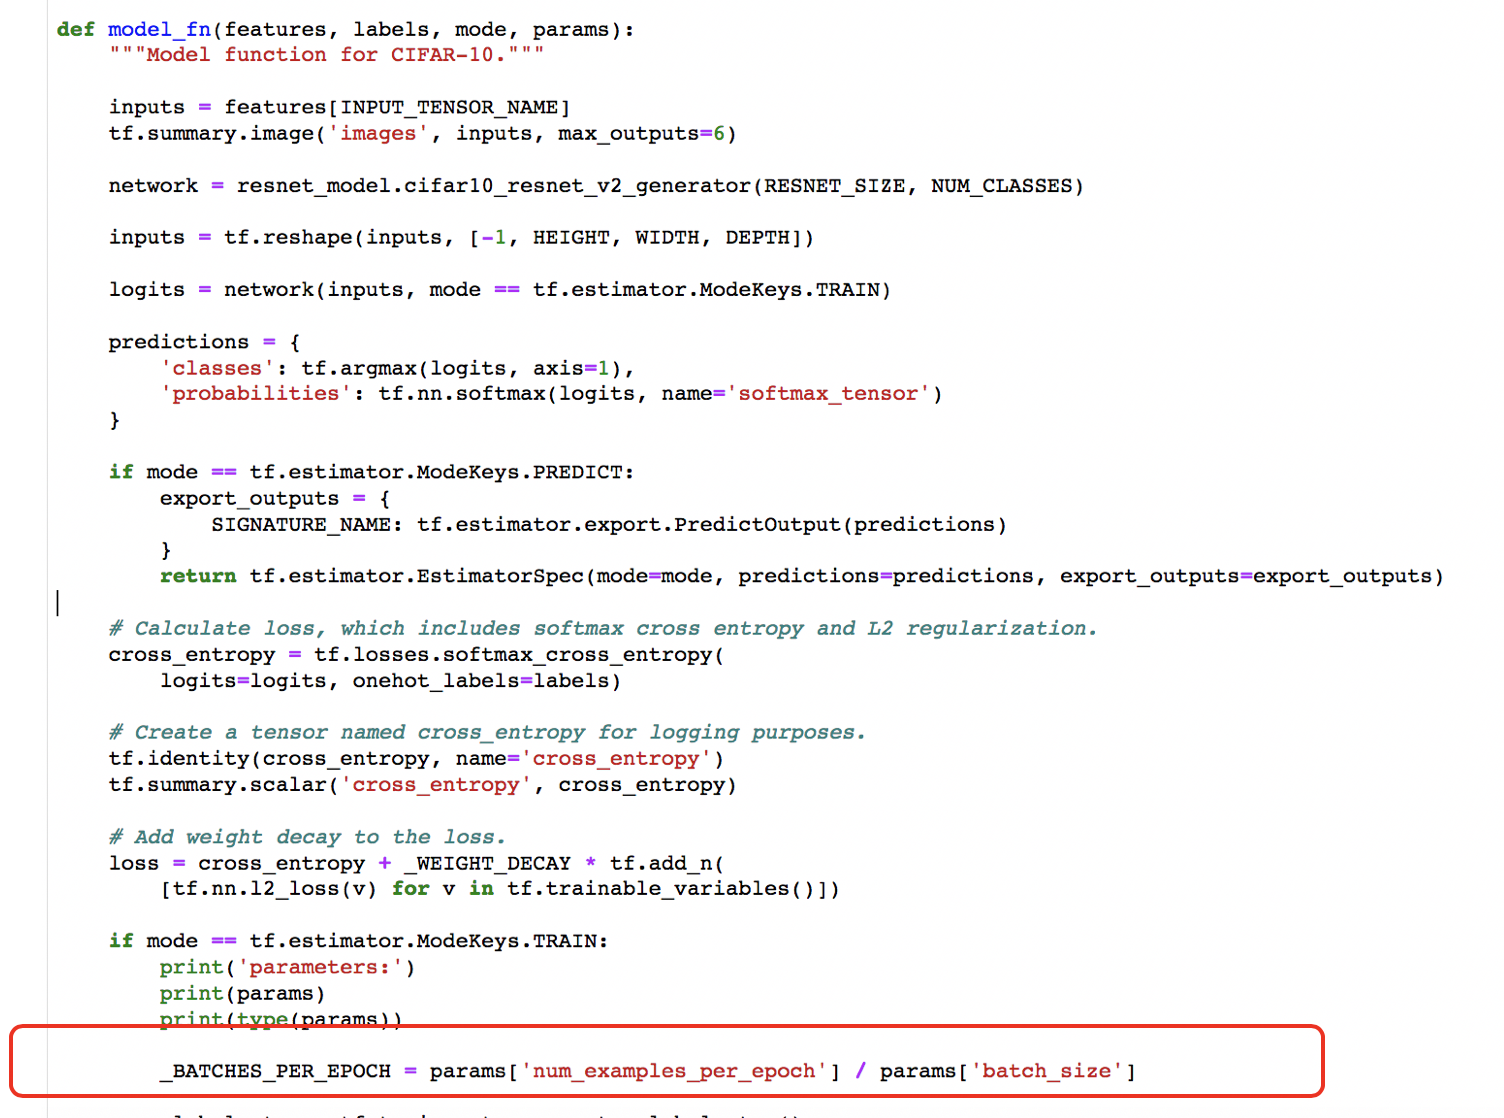 def model_fn(features, labels, mode, params):
    """Model function for CIFAR-10."""

    inputs = features[INPUT_TENSOR_NAME]
    tf.summary.image('images', inputs, max_outputs=6)

    network = resnet_model.cifar10_resnet_v2_generator(RESNET_SIZE, NUM_CLASSES)

    inputs = tf.reshape(inputs, [-1, HEIGHT, WIDTH, DEPTH])

    logits = network(inputs, mode == tf.estimator.ModeKeys.TRAIN)

    predictions = {
        'classes': tf.argmax(logits, axis=1),
        'probabilities': tf.nn.softmax(logits, name='softmax_tensor')
    }

    if mode == tf.estimator.ModeKeys.PREDICT:
        export_outputs = {
            SIGNATURE_NAME: tf.estimator.export.PredictOutput(predictions)
        }
        return tf.estimator.EstimatorSpec(mode=mode, predictions=predictions, export_outputs=export_outputs)

    # Calculate loss, which includes softmax cross entropy and L2 regularization.
    cross_entropy = tf.losses.softmax_cross_entropy(
        logits=logits, onehot_labels=labels)

    # Create a tensor named cross_entropy for logging purposes.
    tf.identity(cross_entropy, name='cross_entropy')
    tf.summary.scalar('cross_entropy', cross_entropy)

    # Add weight decay to the loss.
    loss = cross_entropy + _WEIGHT_DECAY * tf.add_n(
        [tf.nn.l2_loss(v) for v in tf.trainable_variables()])

    if mode == tf.estimator.ModeKeys.TRAIN:
        print('parameters:')
        print(params)
        print(type(params))

        _BATCHES_PER_EPOCH = params['num_examples_per_epoch'] / params['batch_size']